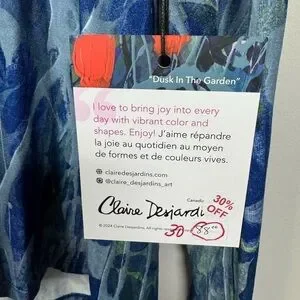 "Dusk In The Garden"
I love to bring joy into every
day with vibrant color and
shapes. Enjoy! J'aime répandre
la joie au quotidien au moyen
de formes et de couleurs vives.
clairedesjardins.com
@claire_desjardins_art
Canada
30%
OFF
Claire Desjardi
30 88
© 2024 Claire Desjardins. All rights